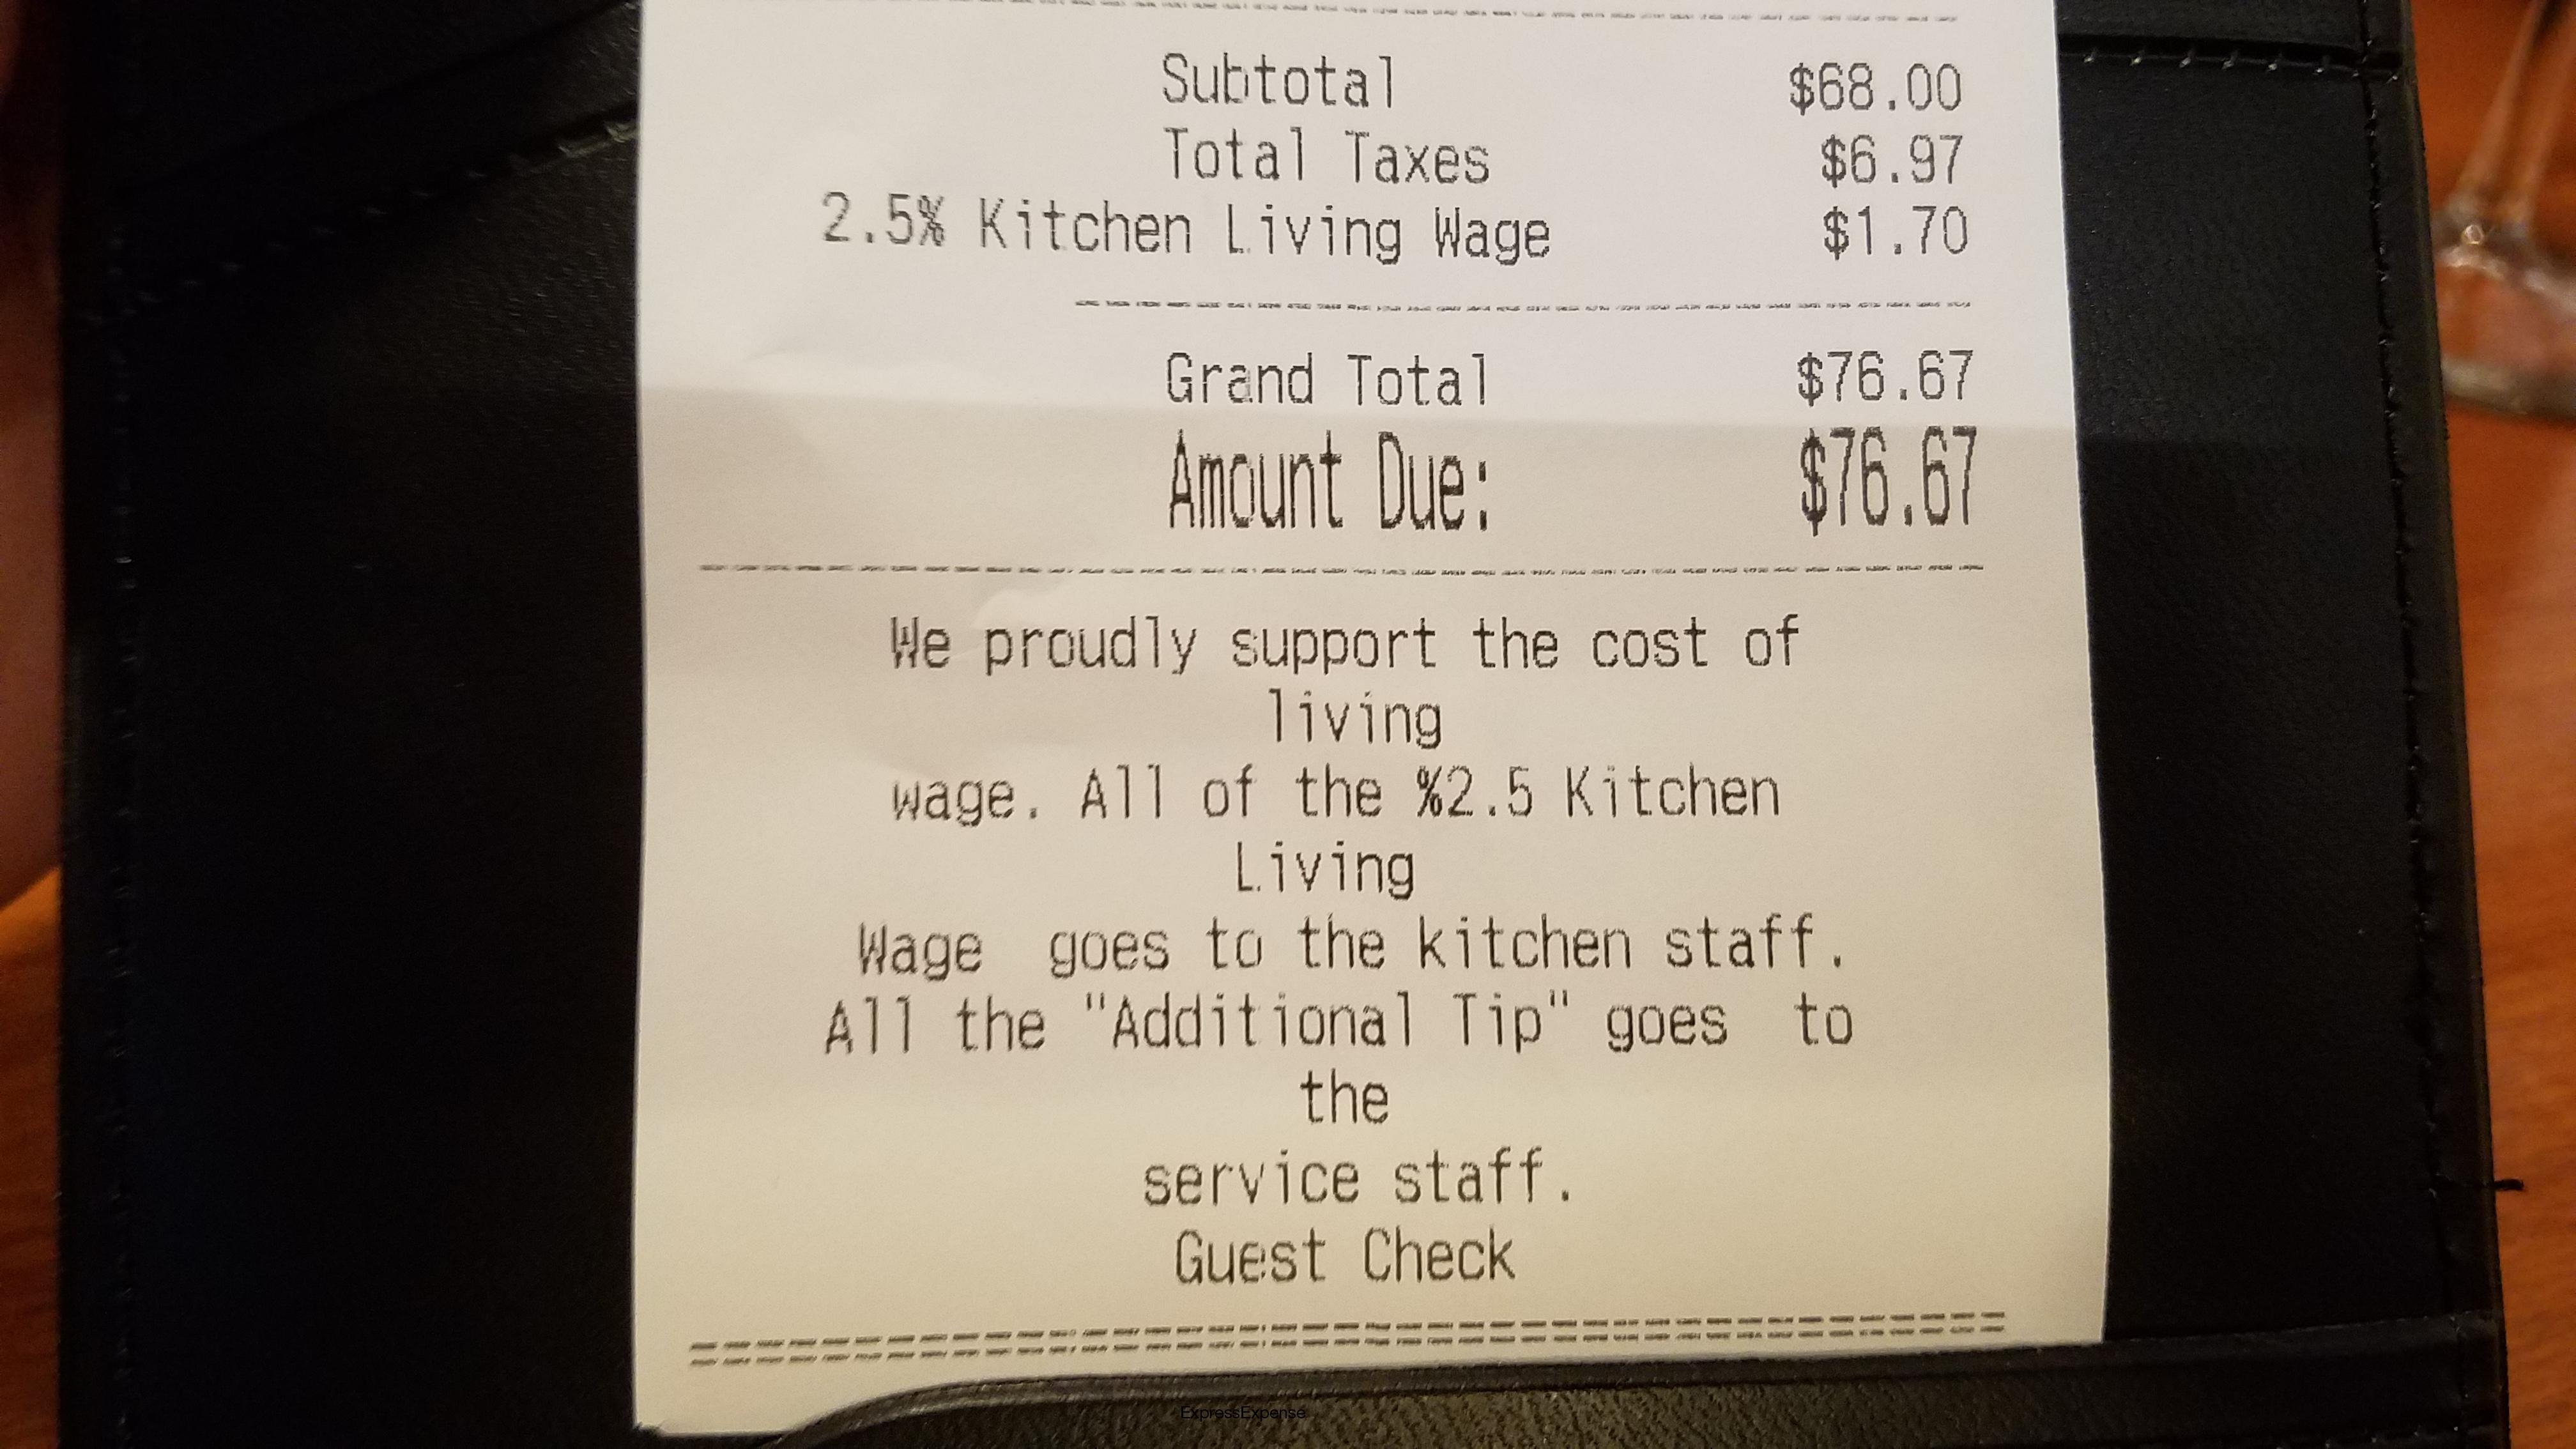 Subtotal $68.00
Total Taxes $6.97
2.5% Kitchen Living Wage $1.70
Grand Total $76.67
Amount Due: $76.67
We proudly support the cost of
living
wage. All of the %2.5 Kitchen
Living
Wage goes to the kitchen staff.
All the "Additional Tip" goes to
the
service staff.
Guest Check
ExpressExpense